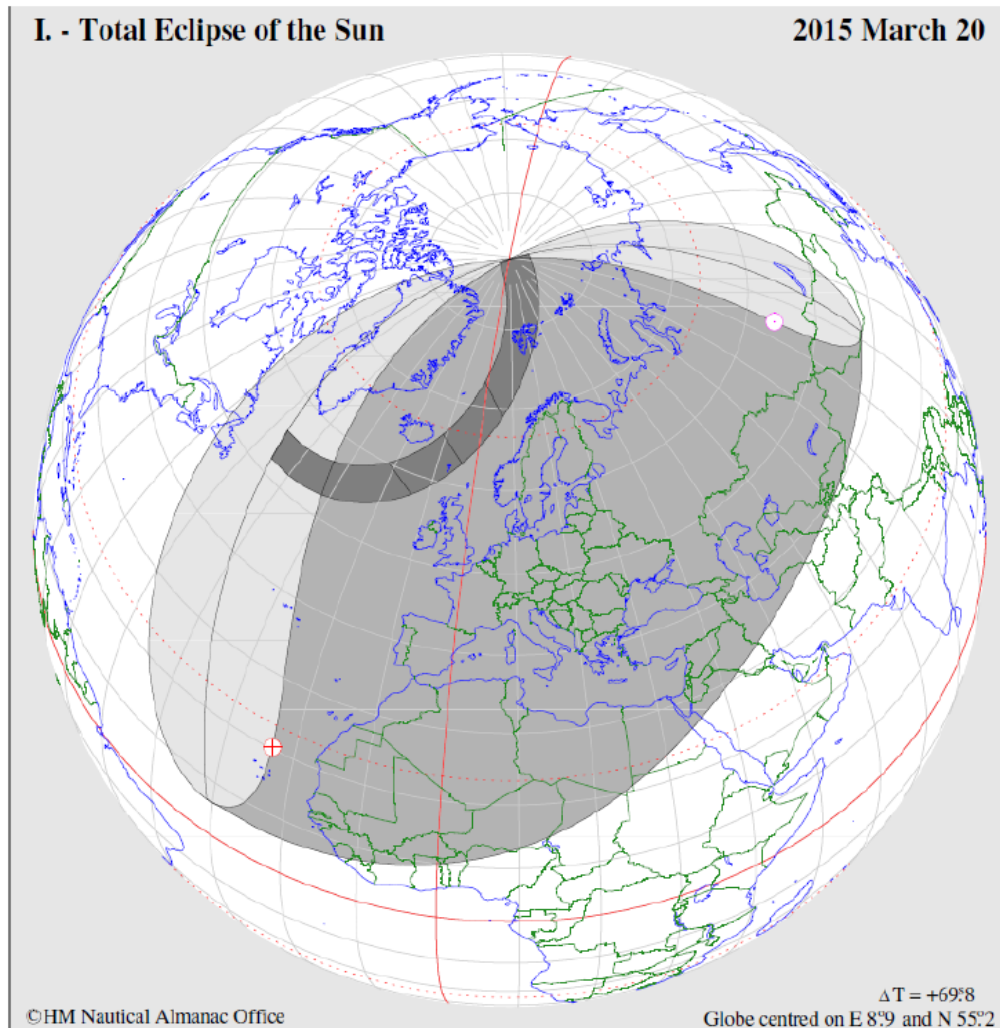 I. - Total Eclipse of the Sun
2015 March 20
ΔT = +69ˢ.8
©HM Nautical Almanac Office
Globe centred on E 8°.9 and N 55°.2